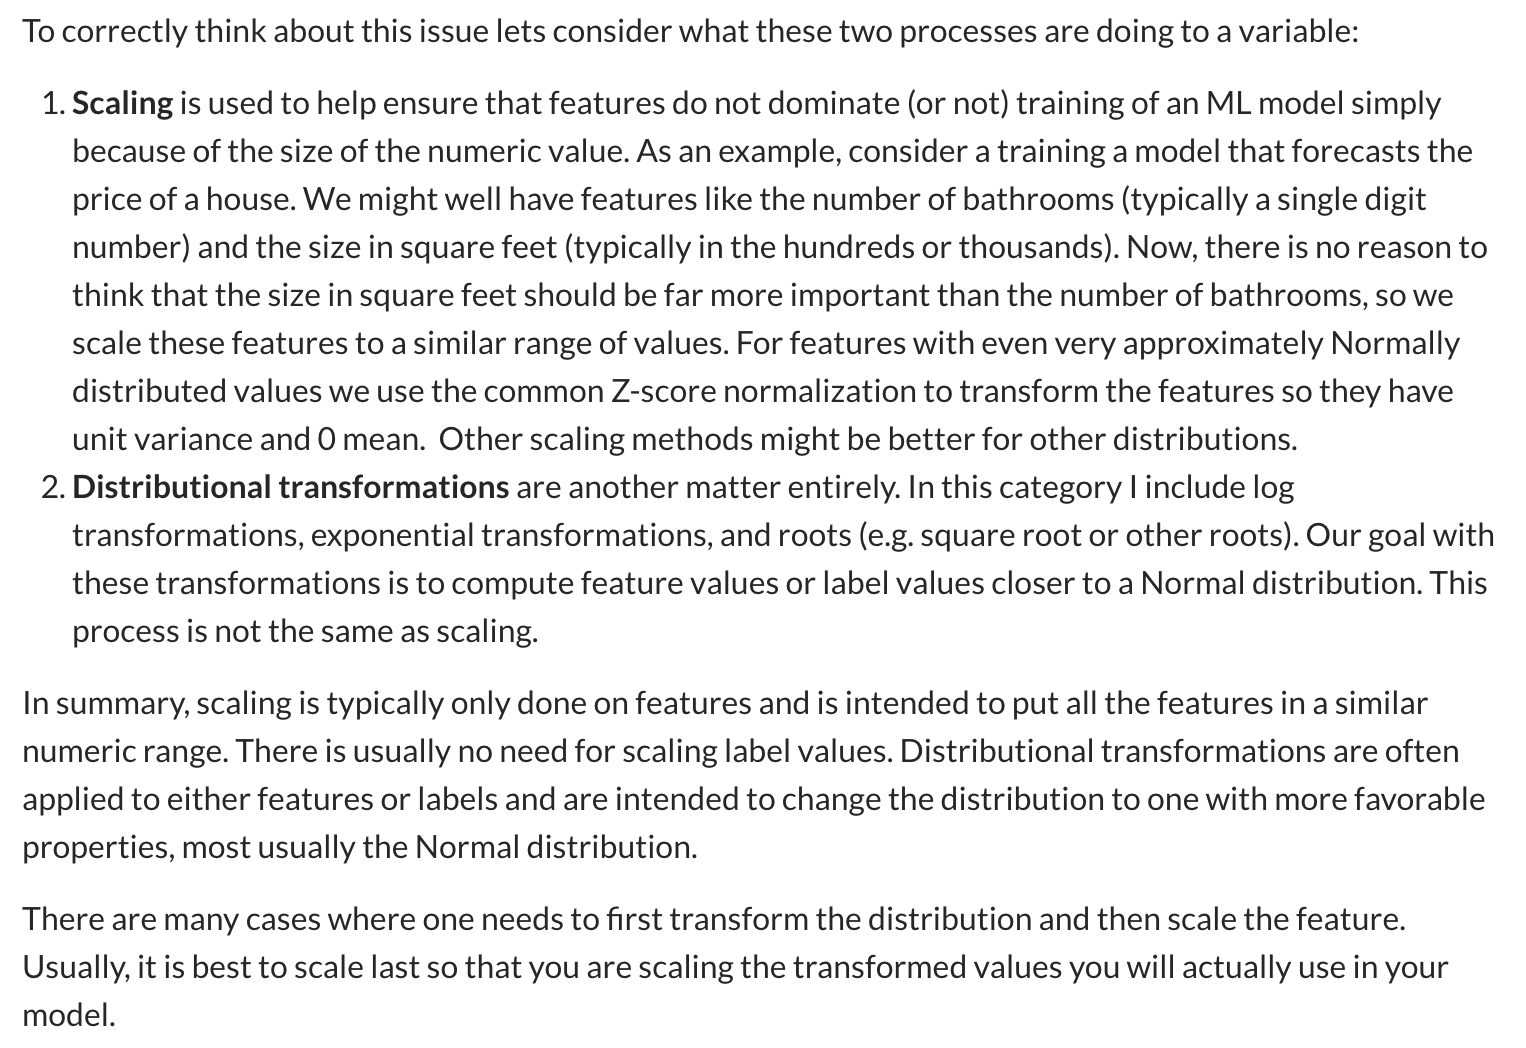 To correctly think about this issue lets consider what these two processes are doing to a variable:
1. Scaling is used to help ensure that features do not dominate (or not) training of an ML model simply
because of the size of the numeric value. As an example, consider a training a model that forecasts the
price of a house. We might well have features like the number of bathrooms (typically a single digit
number) and the size in square feet (typically in the hundreds or thousands). Now, there is no reason to
think that the size in square feet should be far more important than the number of bathrooms, so we
scale these features to a similar range of values. For features with even very approximately Normally
distributed values we use the common Z-score normalization to transform the features so they have
unit variance and 0 mean.  Other scaling methods might be better for other distributions.
2. Distributional transformations are another matter entirely. In this category I include log
transformations, exponential transformations, and roots (e.g. square root or other roots). Our goal with
these transformations is to compute feature values or label values closer to a Normal distribution. This
process is not the same as scaling.
In summary, scaling is typically only done on features and is intended to put all the features in a similar
numeric range. There is usually no need for scaling label values. Distributional transformations are often
applied to either features or labels and are intended to change the distribution to one with more favorable
properties, most usually the Normal distribution.
There are many cases where one needs to first transform the distribution and then scale the feature.
Usually, it is best to scale last so that you are scaling the transformed values you will actually use in your
model.